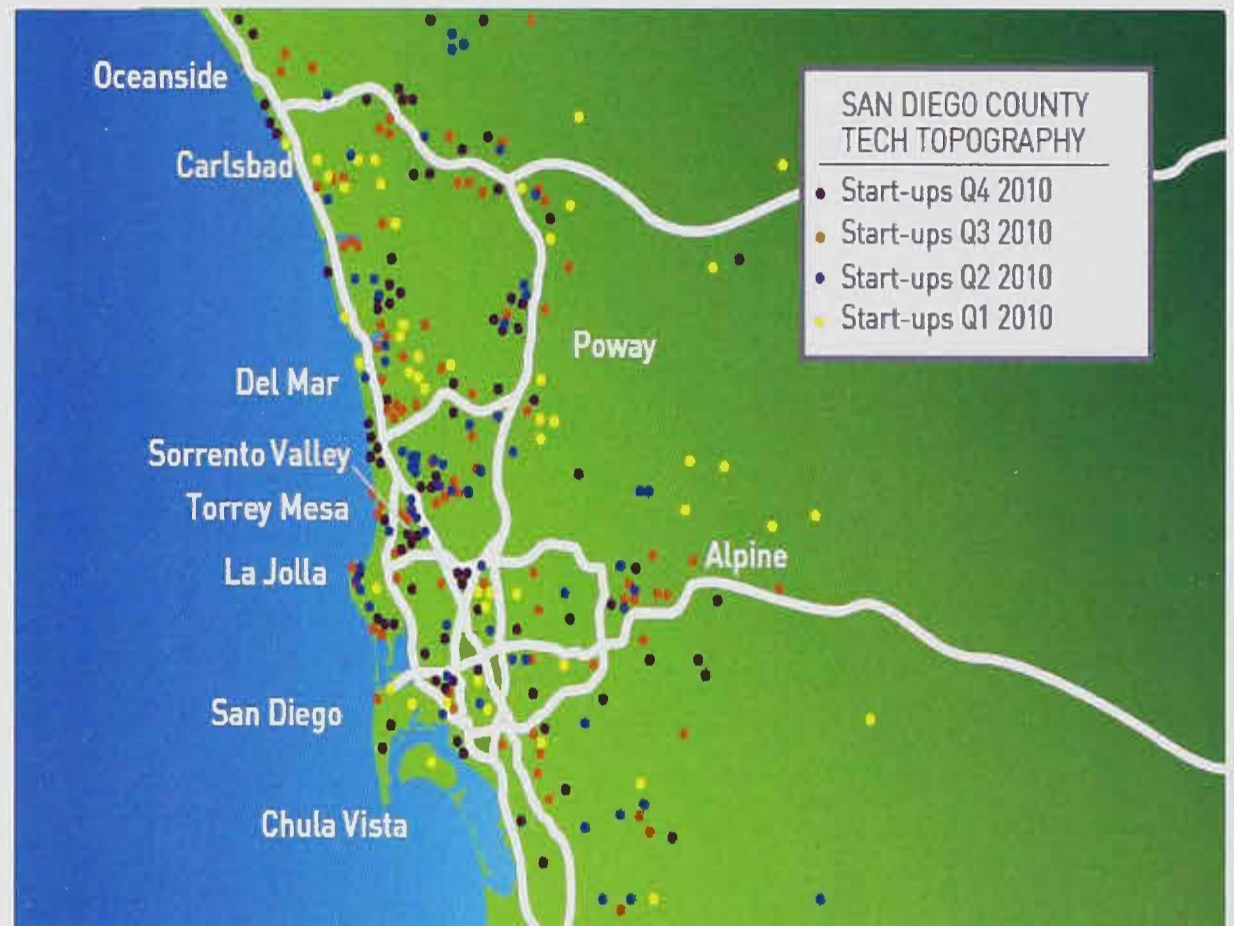 Oceanside
Carlsbad
Del Mar
Sorrento Valley
Torrey Mesa
La Jolla
San Diego
Chula Vista
Poway
Alpine
SAN DIEGO COUNTY
TECH TOPOGRAPHY
Start-ups Q4 2010
Start-ups Q3 2010
Start-ups Q2 2010
Start-ups Q1 2010